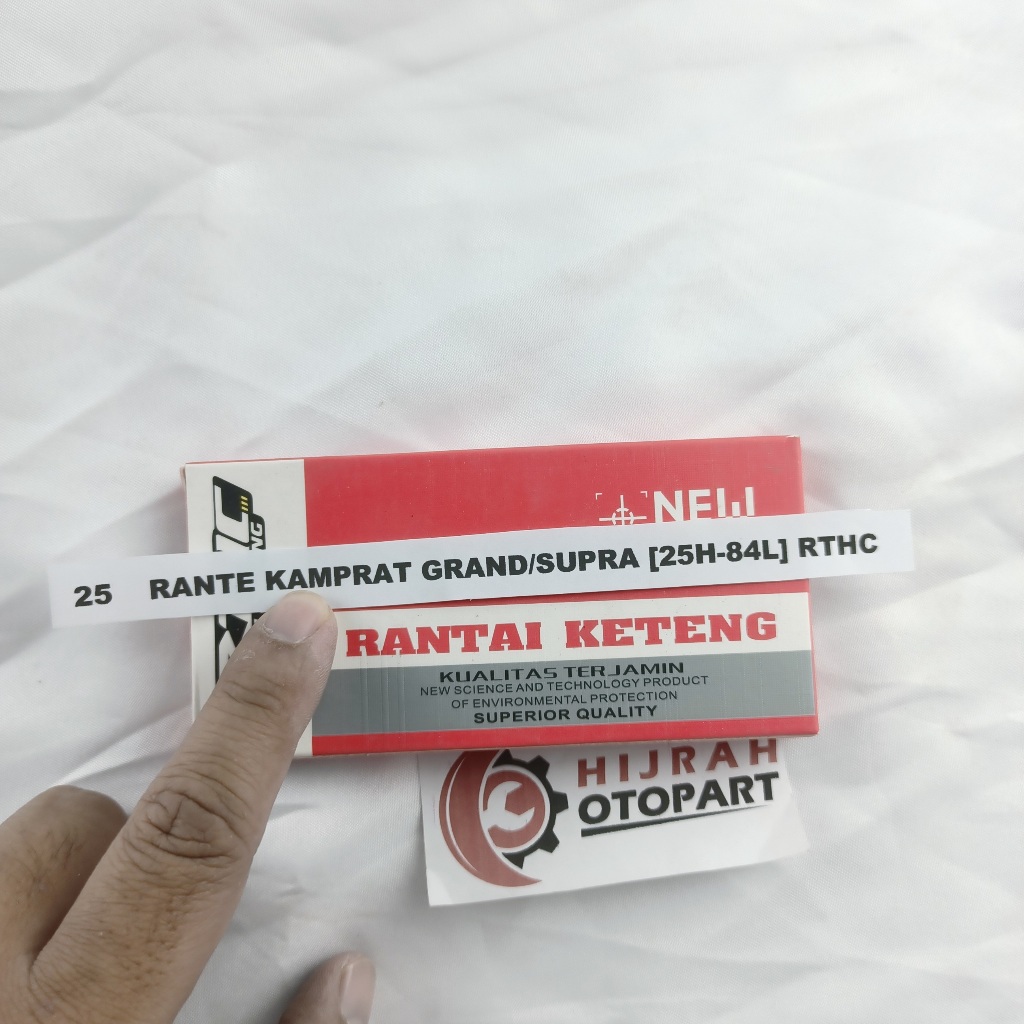 NEW
25 RANTE KAMPRAT GRAND/SUPRA [25H-84L] RTHC
RANTAI KETENG
KUALITAS TERJAMIN
NEW SCIENCE AND TECHNOLOGY PRODUCT
OF ENVIRONMENTAL PROTECTION
SUPERIOR QUALITY
HIJRAH
OTOPART